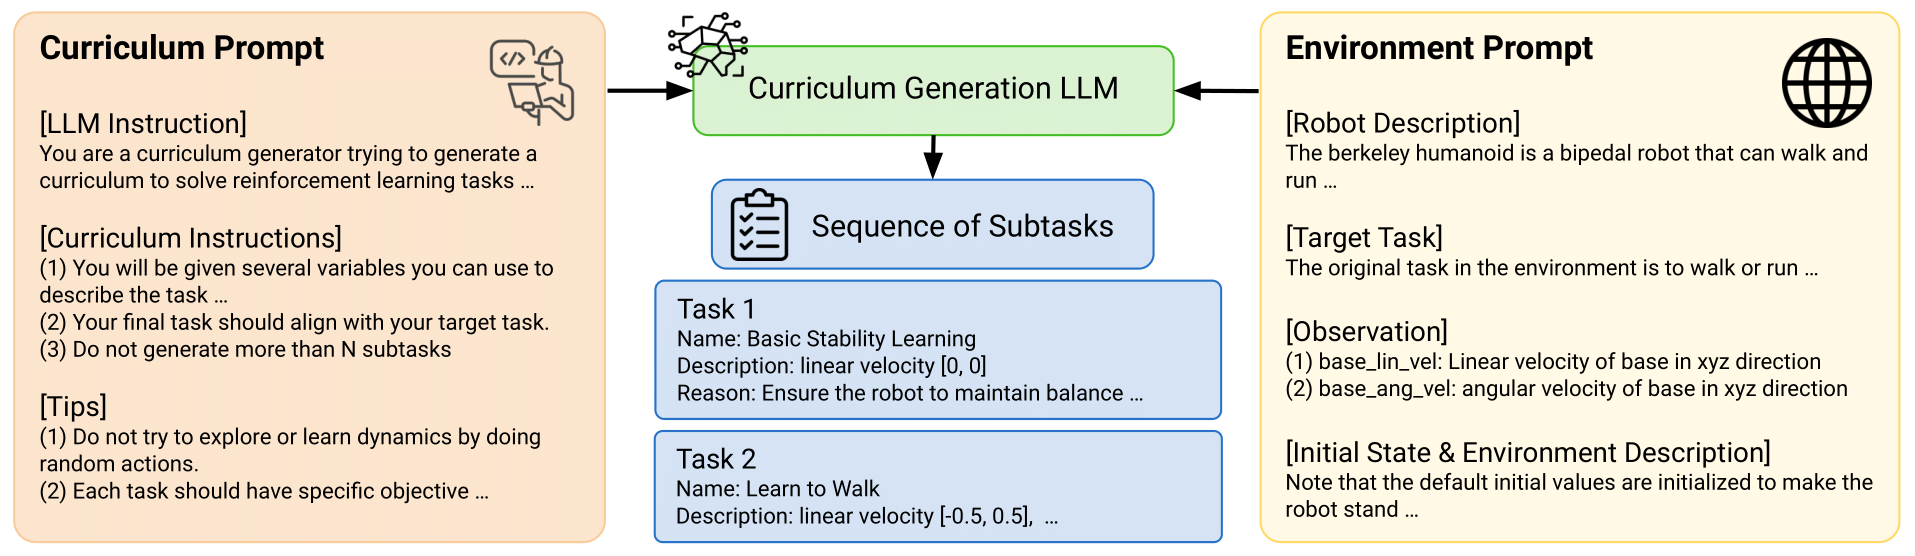 Curriculum Prompt
</>
[LLM Instruction]
You are a curriculum generator trying to generate a
curriculum to solve reinforcement learning tasks ...
[Curriculum Instructions]
(1) You will be given several variables you can use to
describe the task ...
(2) Your final task should align with your target task.
(3) Do not generate more than N subtasks
[Tips]
(1) Do not try to explore or learn dynamics by doing
random actions.
(2) Each task should have specific objective ...
Curriculum Generation LLM
Sequence of Subtasks
Task 1
Name: Basic Stability Learning
Description: linear velocity [0, 0]
Reason: Ensure the robot to maintain balance ...
Task 2
Name: Learn to Walk
Description: linear velocity [-0.5, 0.5], ...
Environment Prompt
[Robot Description]
The berkeley humanoid is a bipedal robot that can walk and
run ...
[Target Task]
The original task in the environment is to walk or run ...
[Observation]
(1) base_lin_vel: Linear velocity of base in xyz direction
(2) base_ang_vel: angular velocity of base in xyz direction
[Initial State & Environment Description]
Note that the default initial values are initialized to make the
robot stand ...